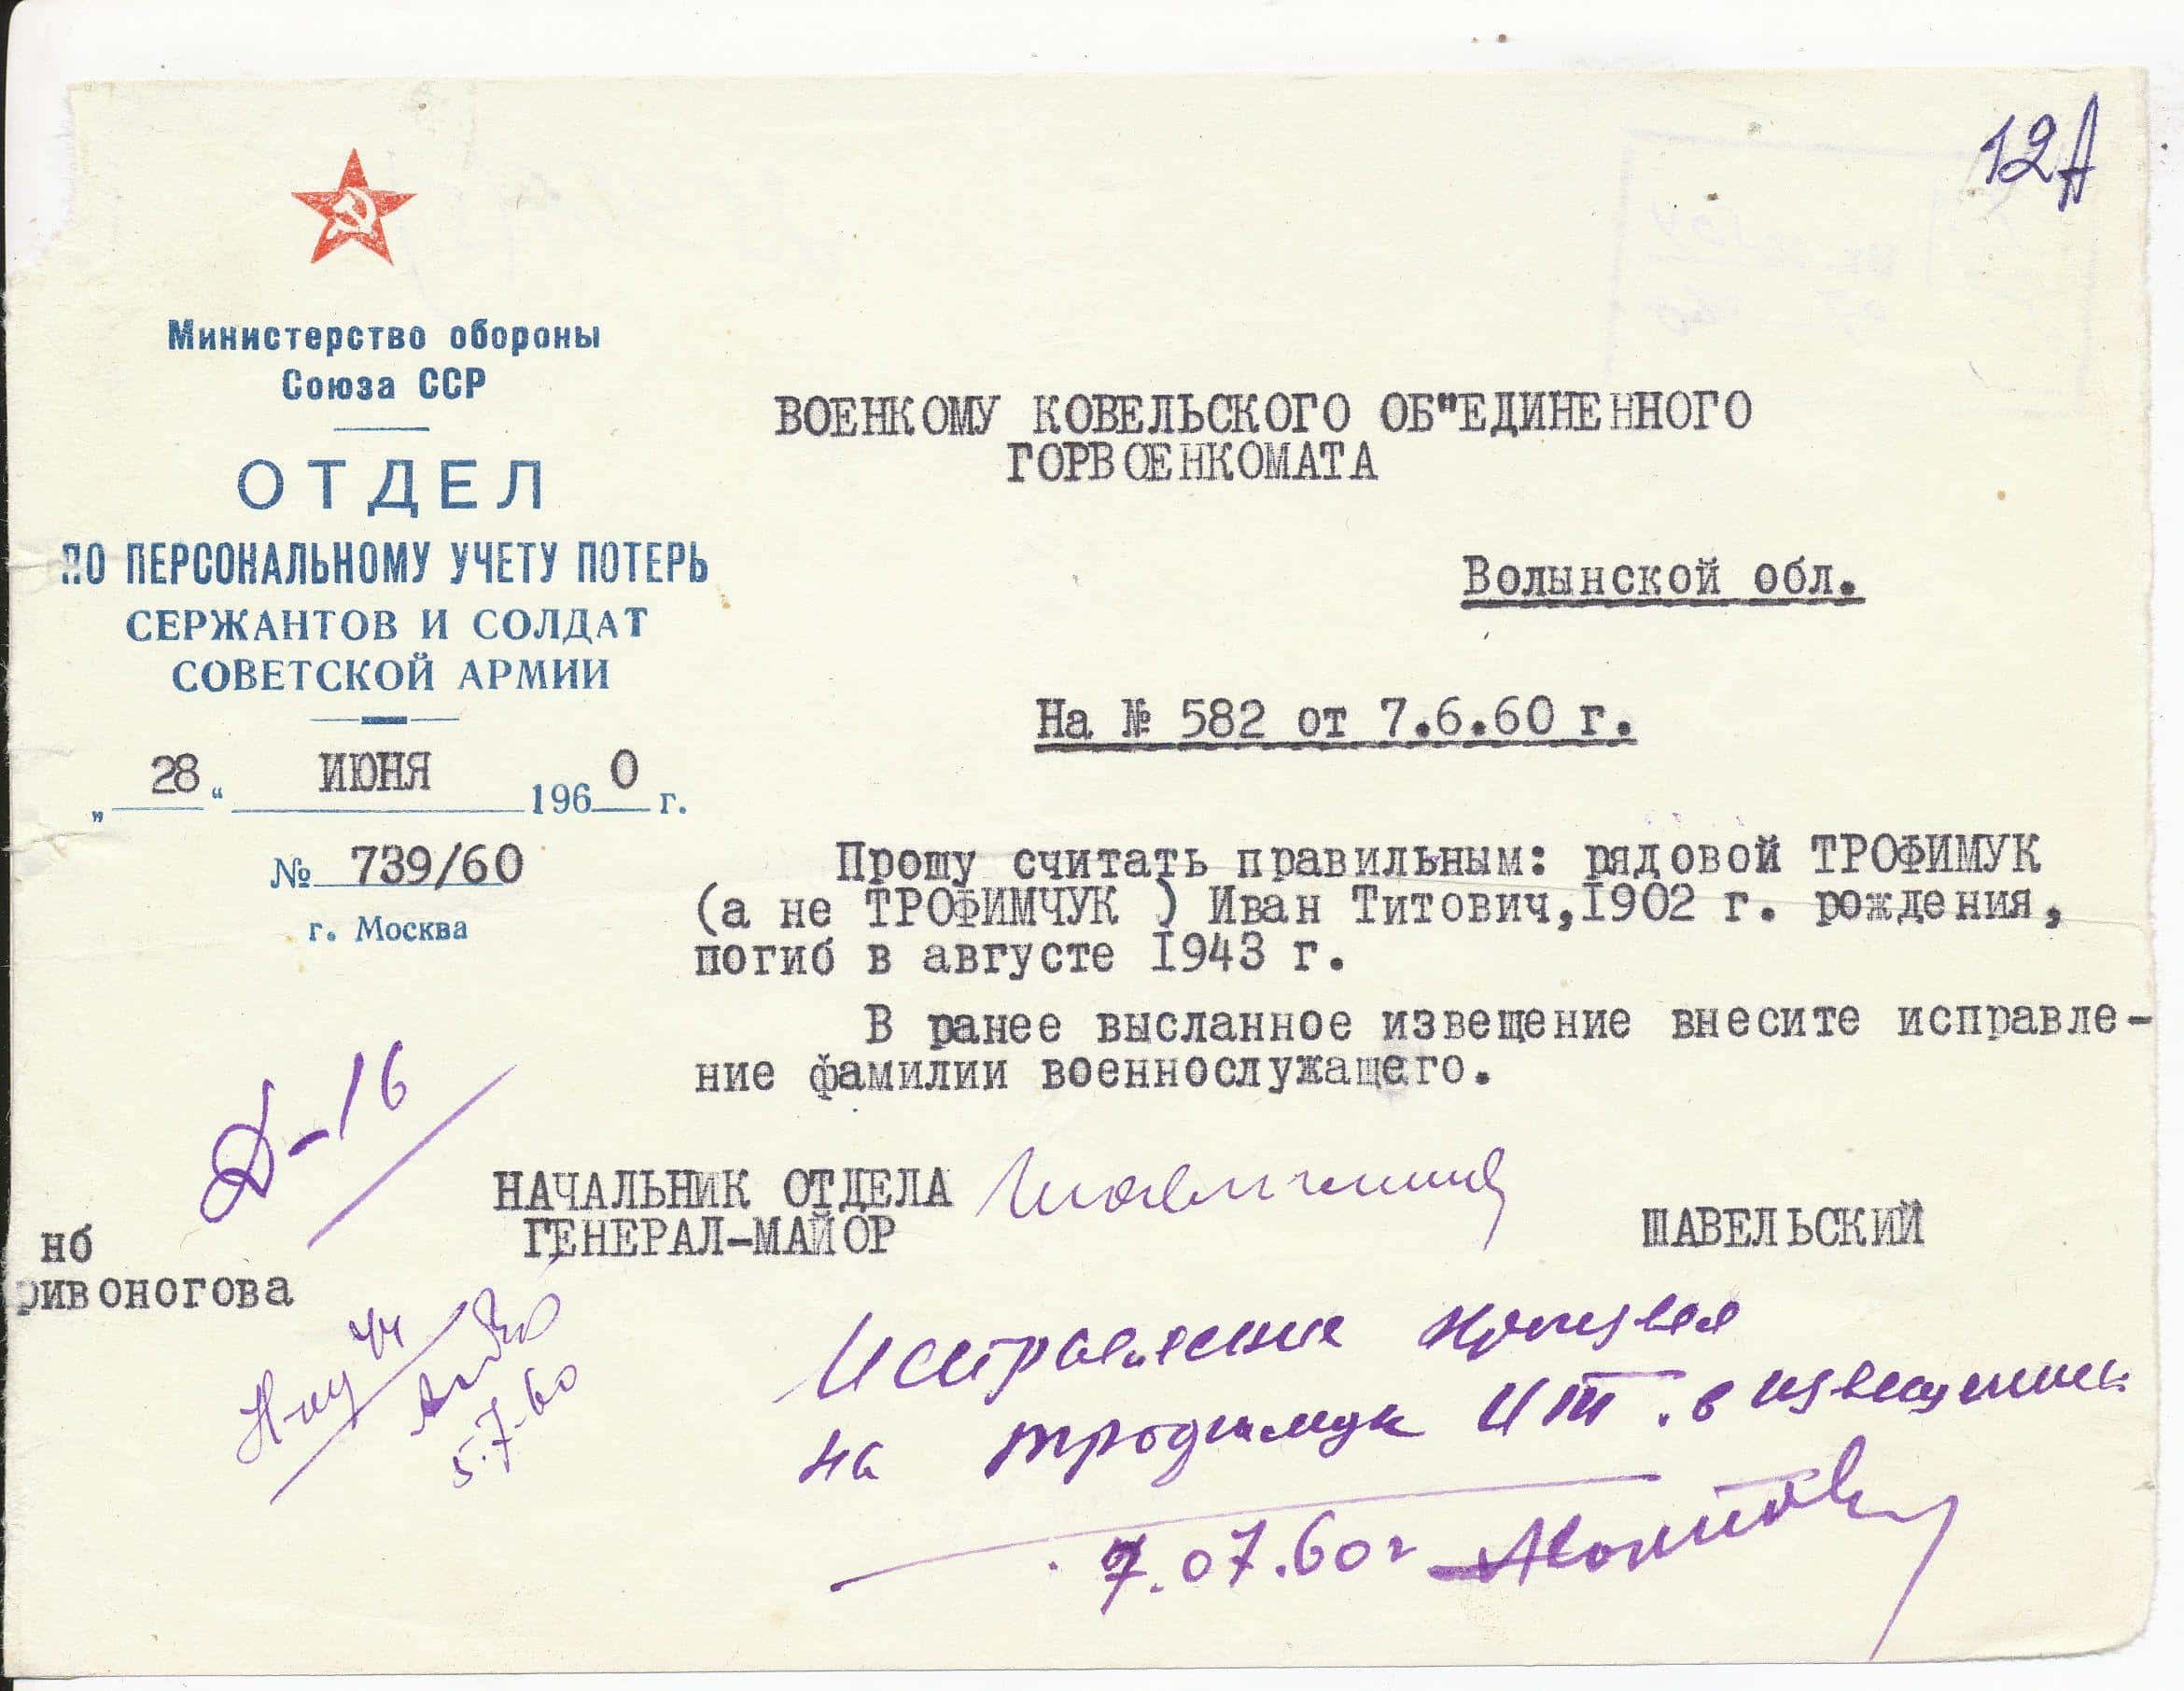 12А
Министерство обороны
Союза ССР
ОТДЕЛ
ПО ПЕРСОНАЛЬНОМУ УЧЕТУ ПОТЕРЬ
СЕРЖАНТОВ И СОЛДАТ
СОВЕТСКОЙ АРМИИ
„ 28 “ ИЮНЯ 1960 г.
№ 739/60
г. Москва
ВОЕНКОМУ КОВЕЛЬСКОГО ОБ"ЕДИНЕННОГО
ГОРВОЕНКОМАТА
Волынской обл.
На № 582 от 7.6.60 г.
Прошу считать правильным: рядовой ТРОФИМУК
(а не ТРОФИМЧУК ) Иван Титович, 1902 г. рождения,
погиб в августе 1943 г.
В ранее высланное извещение внесите исправле-
ние фамилии военнослужащего.
Д-16
НАЧАЛЬНИК ОТДЕЛА
ГЕНЕРАЛ-МАЙОР
ШАВЕЛЬСКИЙ
нб
ривоногова
5.7.60
Исправление произвел
на трофимук И Т. в извещении
7.07.60г